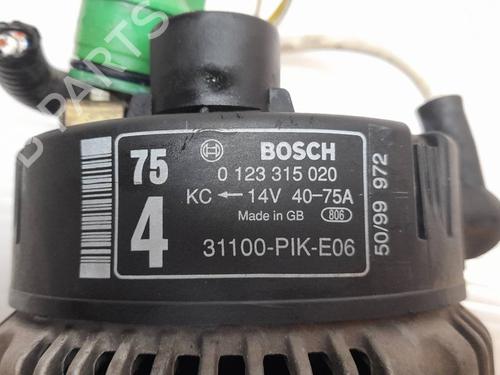 75
4
BOSCH
0 123 315 020
KC ← 14V 40-75A
Made in GB 806
31100-PIK-E06
50/99 972
B-PARTS